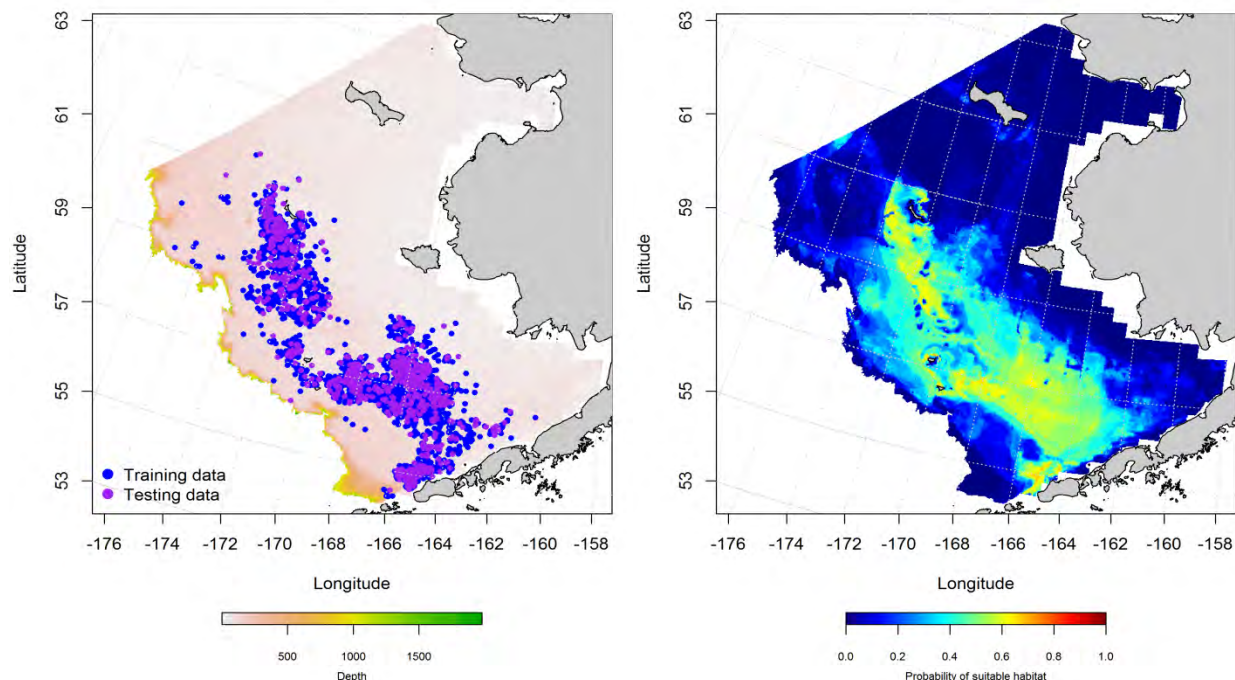 63
61
59
57
55
53
Latitude
Training data
Testing data
-176 -174 -172 -170 -168 -166 -164 -162 -160 -158
Longitude
500 1000 1500
Depth
63
61
59
57
55
53
Latitude
-176 -174 -172 -170 -168 -166 -164 -162 -160 -158
Longitude
0.0 0.2 0.4 0.6 0.8 1.0
Probability of suitable habitat